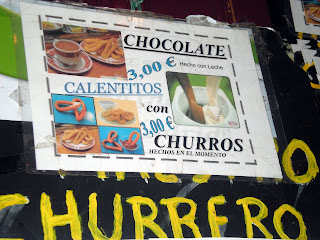 CHOCOLATE
3,00 €
Hecho con Leche
CALENTITOS
con
3,00 €
CHURROS
HECHOS EN EL MOMENTO
CHURRERO